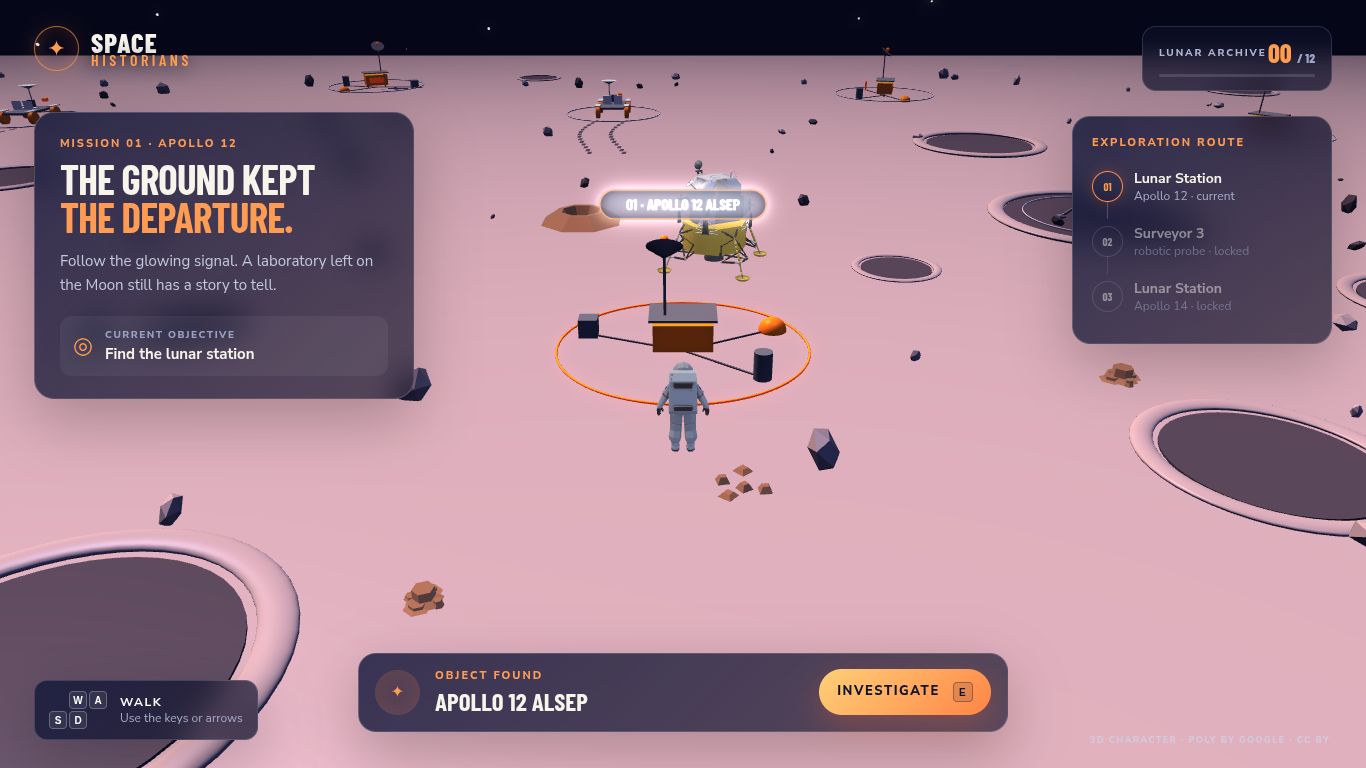 SPACE
HISTORIANS
LUNAR ARCHIVE 00 / 12
MISSION 01 · APOLLO 12
THE GROUND KEPT
THE DEPARTURE.
Follow the glowing signal. A laboratory left on
the Moon still has a story to tell.
CURRENT OBJECTIVE
Find the lunar station
01 · APOLLO 12 ALSEP
EXPLORATION ROUTE
01
Lunar Station
Apollo 12 · current
02
Surveyor 3
robotic probe · locked
03
Lunar Station
Apollo 14 · locked
W A
S D
WALK
Use the keys or arrows
OBJECT FOUND
APOLLO 12 ALSEP
INVESTIGATE E
3D CHARACTER · POLY BY GOOGLE · CC BY